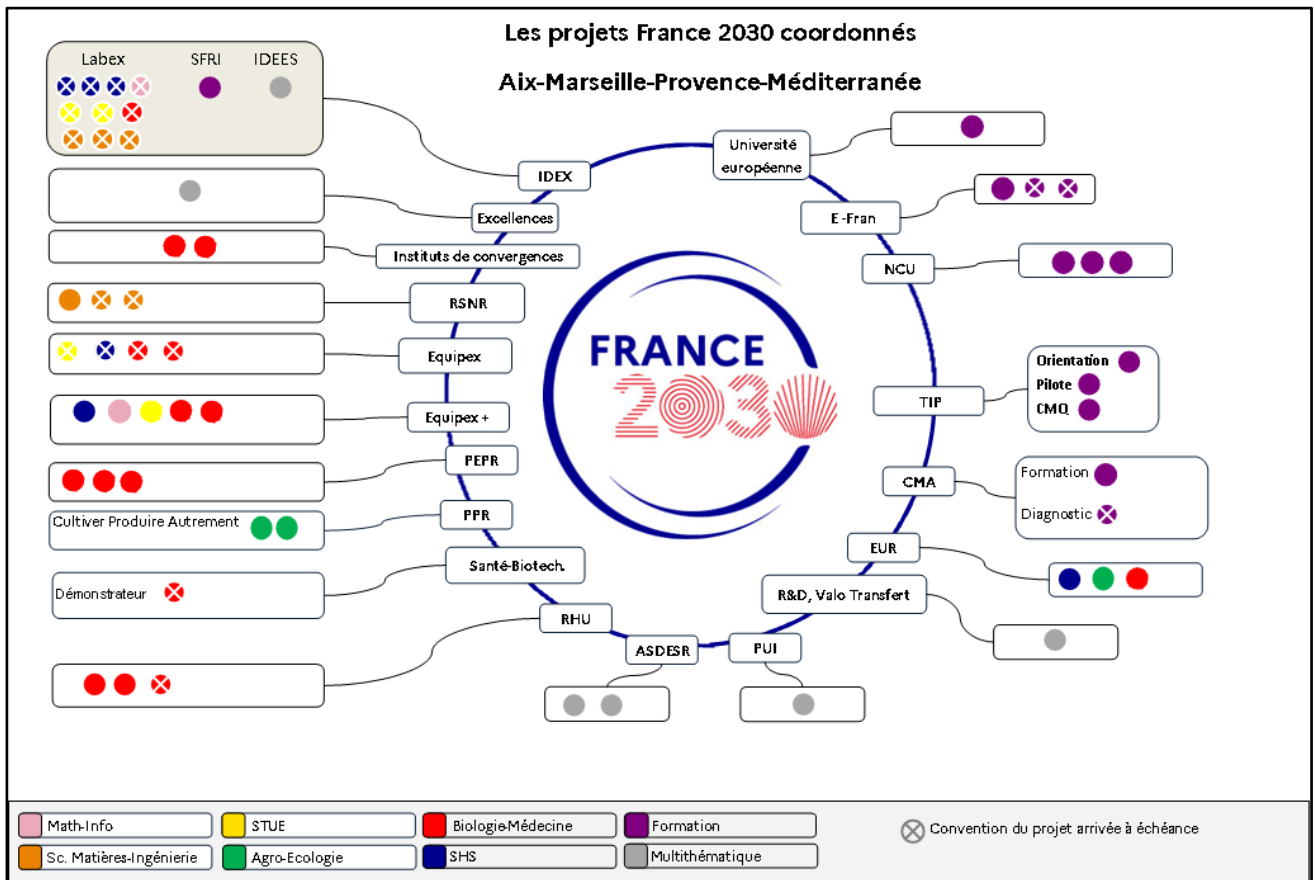 Les projets France 2030 coordonnés
Aix-Marseille-Provence-Méditerranée
Labex SFRI IDEES
IDEX
Excellences
Instituts de convergences
RSNR
Equipex
Equipex +
PEPR
Cultiver Produire Autrement
PPR
Santé-Biotech.
Démonstrateur
RHU
ASDESR
PUI
R&D, Valo Transfert
EUR
CMA
Formation
Diagnostic
TIP
Orientation
Pilote
CMQ
NCU
E-Fran
Université
européenne
FRANCE
2030
Math-Info
STUE
Biologie-Médecine
Formation
Convention du projet arrivée à échéance
Sc. Matières-Ingénierie
Agro-Ecologie
SHS
Multithématique